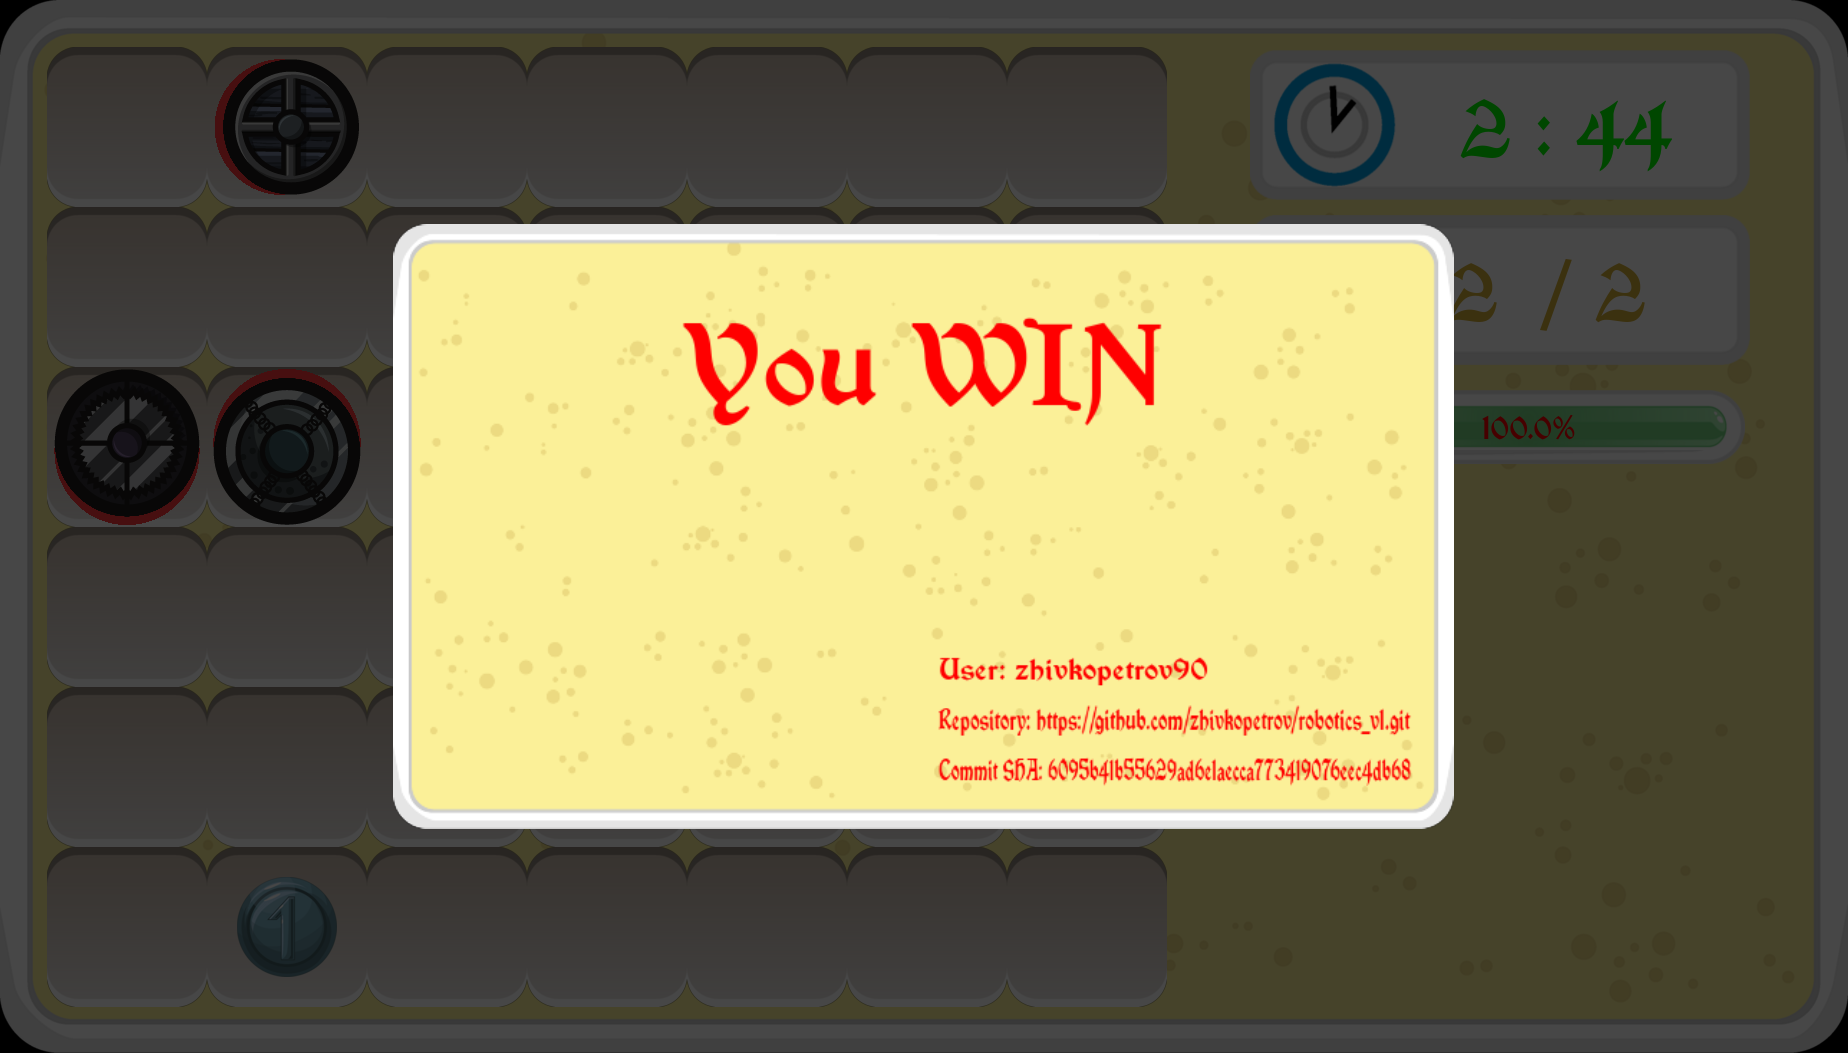 2 : 44
2 / 2
100.0%
You WIN
User: zhivkopetrov90
Repository: https://github.com/zhivkopetrov/robotics_v1.git
Commit SHA: 6095b41b55629ad6e1aecca773419076eec4db68
1